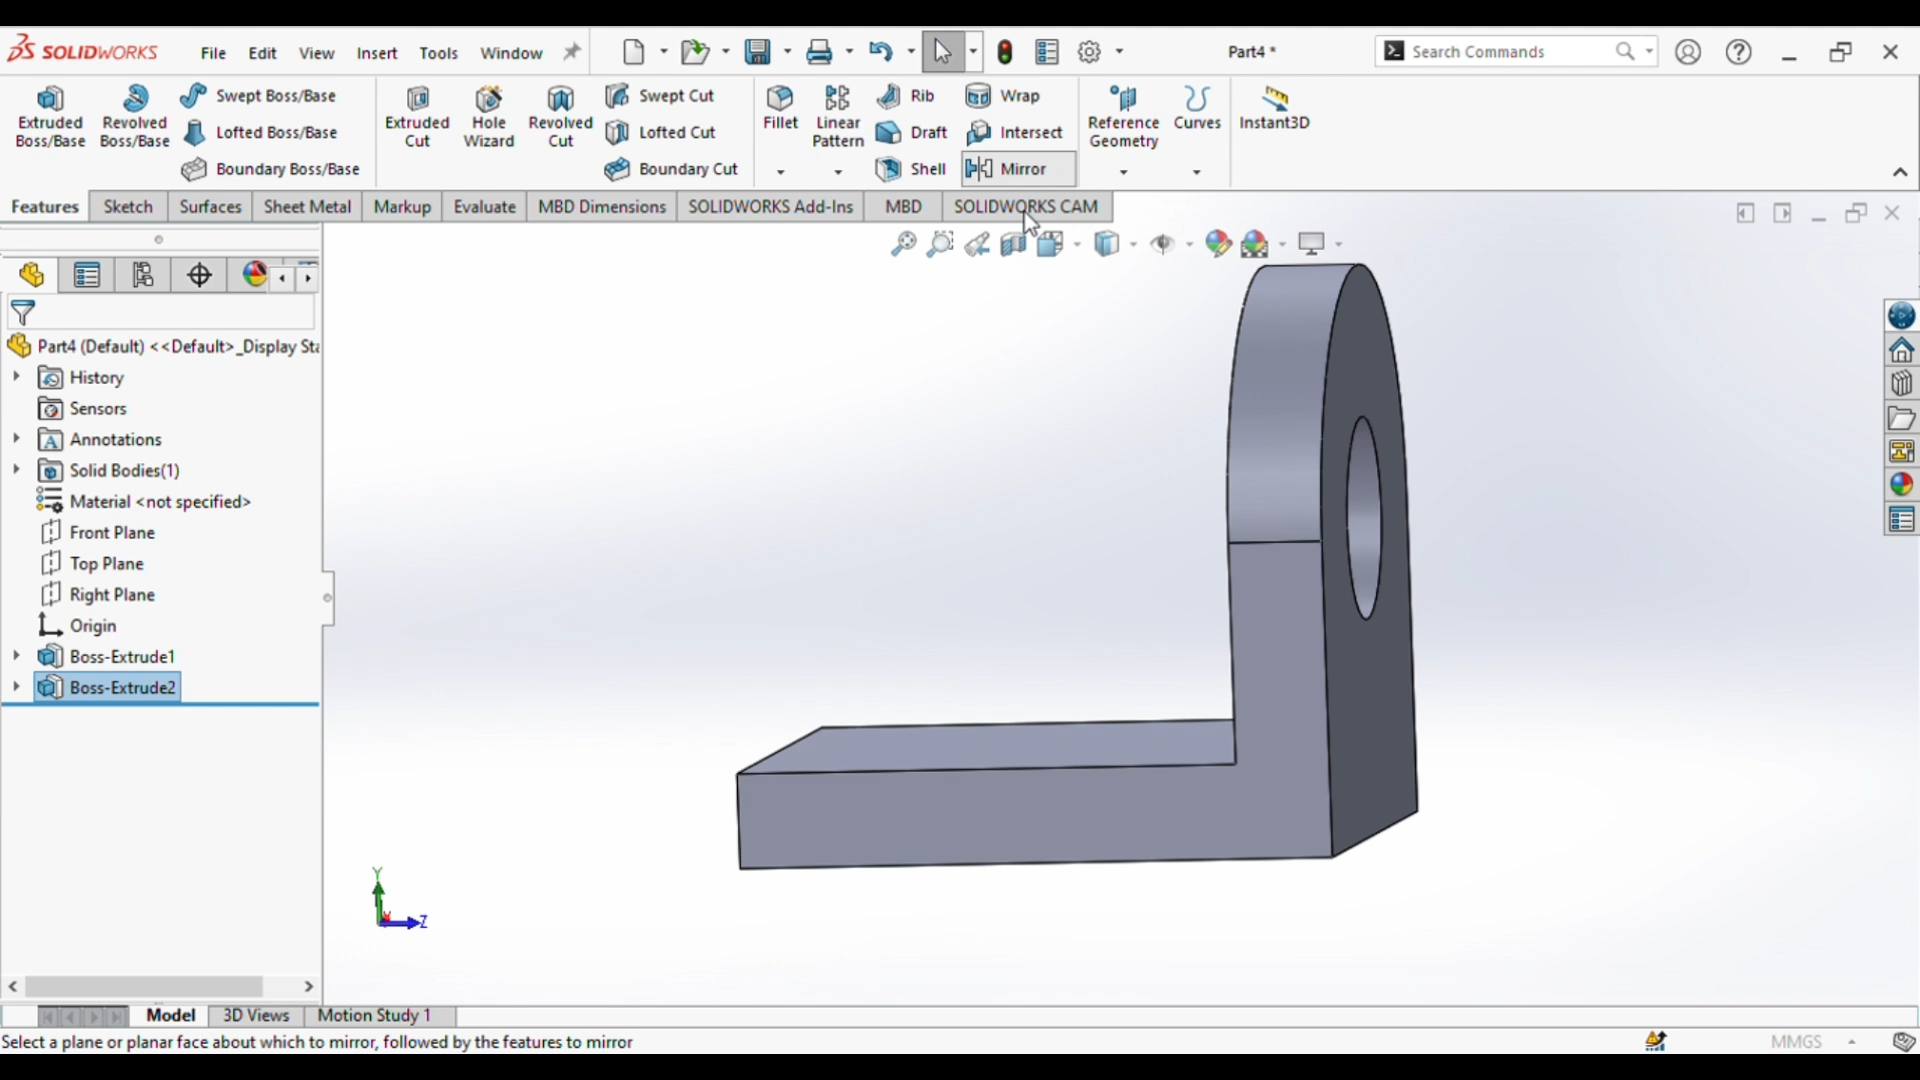 SOLIDWORKS File Edit View Insert Tools Window Part4 * Search Commands
Extruded Boss/Base
Revolved Boss/Base
Swept Boss/Base
Lofted Boss/Base
Boundary Boss/Base
Extruded Cut
Hole Wizard
Revolved Cut
Swept Cut
Lofted Cut
Boundary Cut
Fillet
Linear Pattern
Rib
Draft
Shell
Wrap
Intersect
Mirror
Reference Geometry
Curves
Instant3D
Features Sketch Surfaces Sheet Metal Markup Evaluate MBD Dimensions SOLIDWORKS Add-Ins MBD SOLIDWORKS CAM
Part4 (Default) <<Default>_Display Sta
History
Sensors
Annotations
Solid Bodies(1)
Material <not specified>
Front Plane
Top Plane
Right Plane
Origin
Boss-Extrude1
Boss-Extrude2
Y
Z
Model 3D Views Motion Study 1
Select a plane or planar face about which to mirror, followed by the features to mirror MMGS